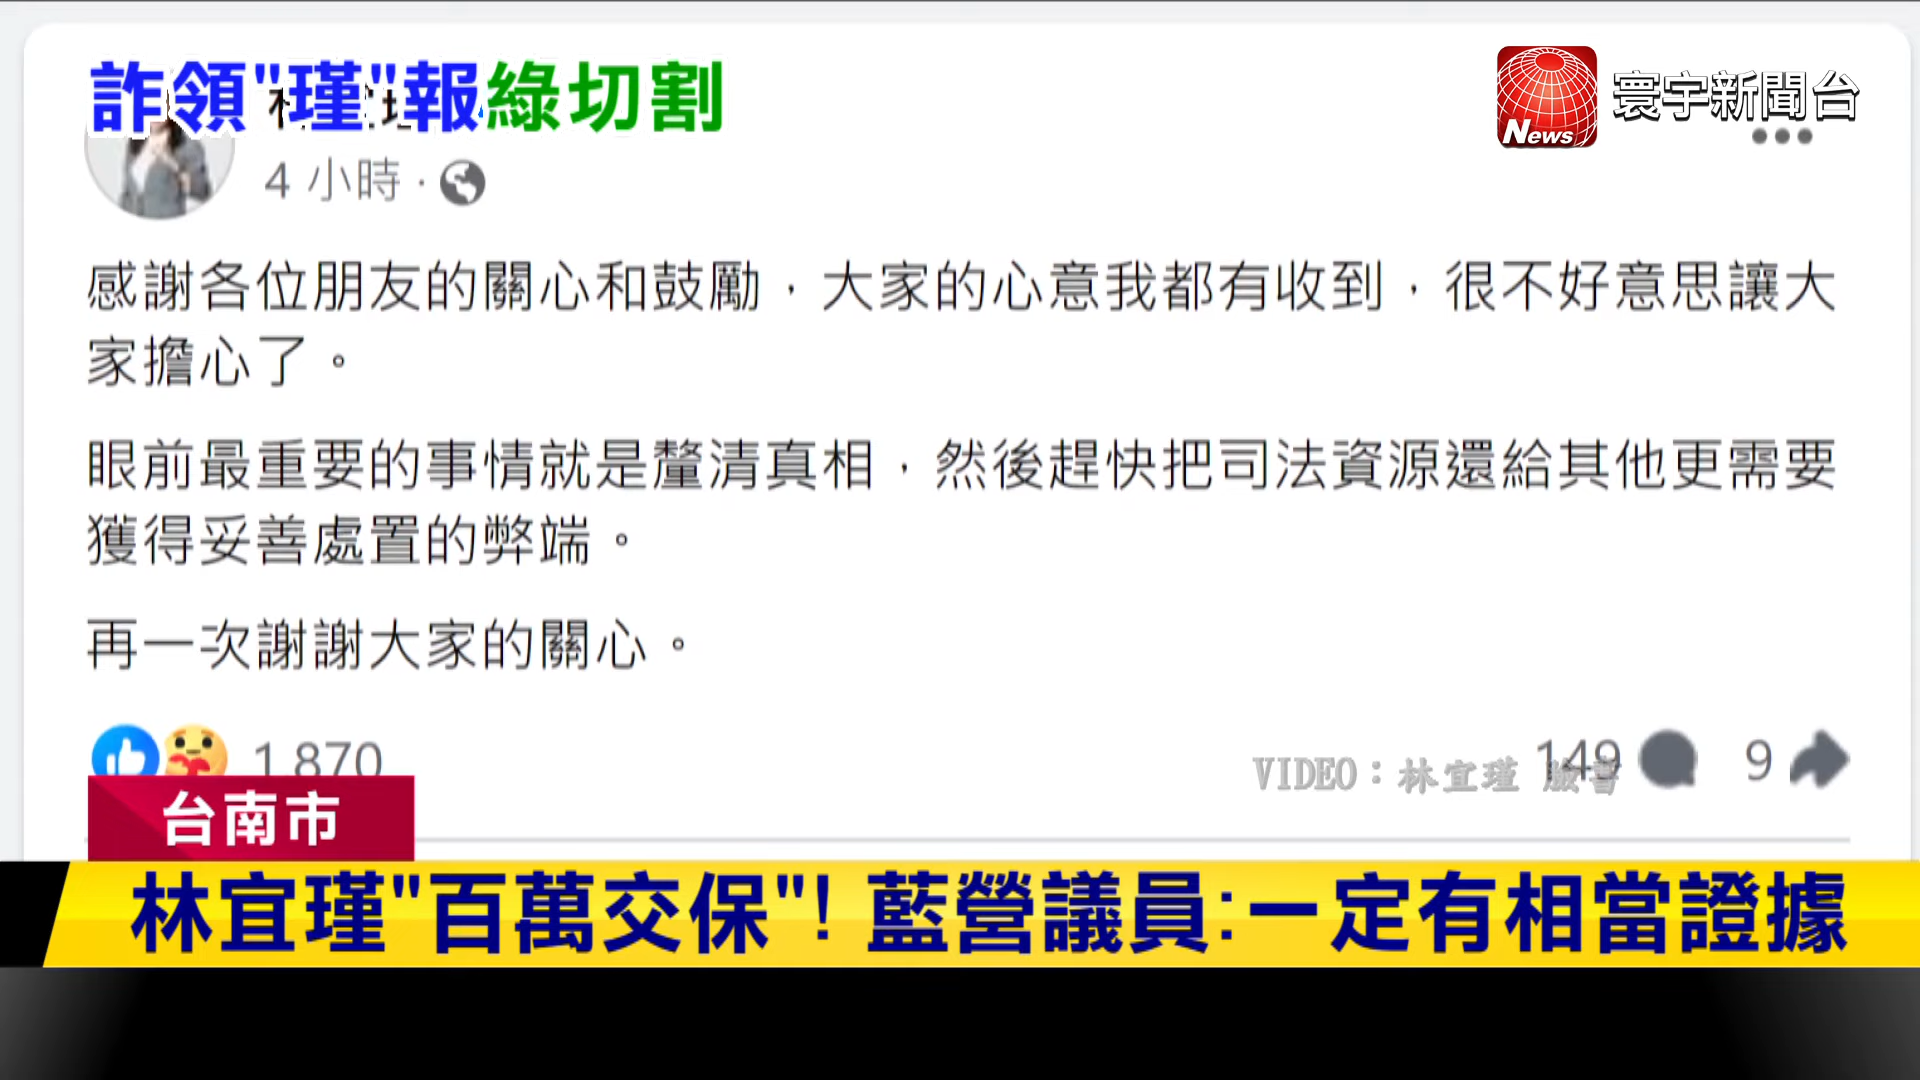 詐領"瑾"報綠切割
News
寰宇新聞台
4 小時 ·
感謝各位朋友的關心和鼓勵，大家的心意我都有收到，很不好意思讓大
家擔心了。
眼前最重要的事情就是釐清真相，然後趕快把司法資源還給其他更需要
獲得妥善處置的弊端。
再一次謝謝大家的關心。
1,870
149
9
VIDEO：林宜瑾 臉書
台南市
林宜瑾"百萬交保"! 藍營議員:一定有相當證據